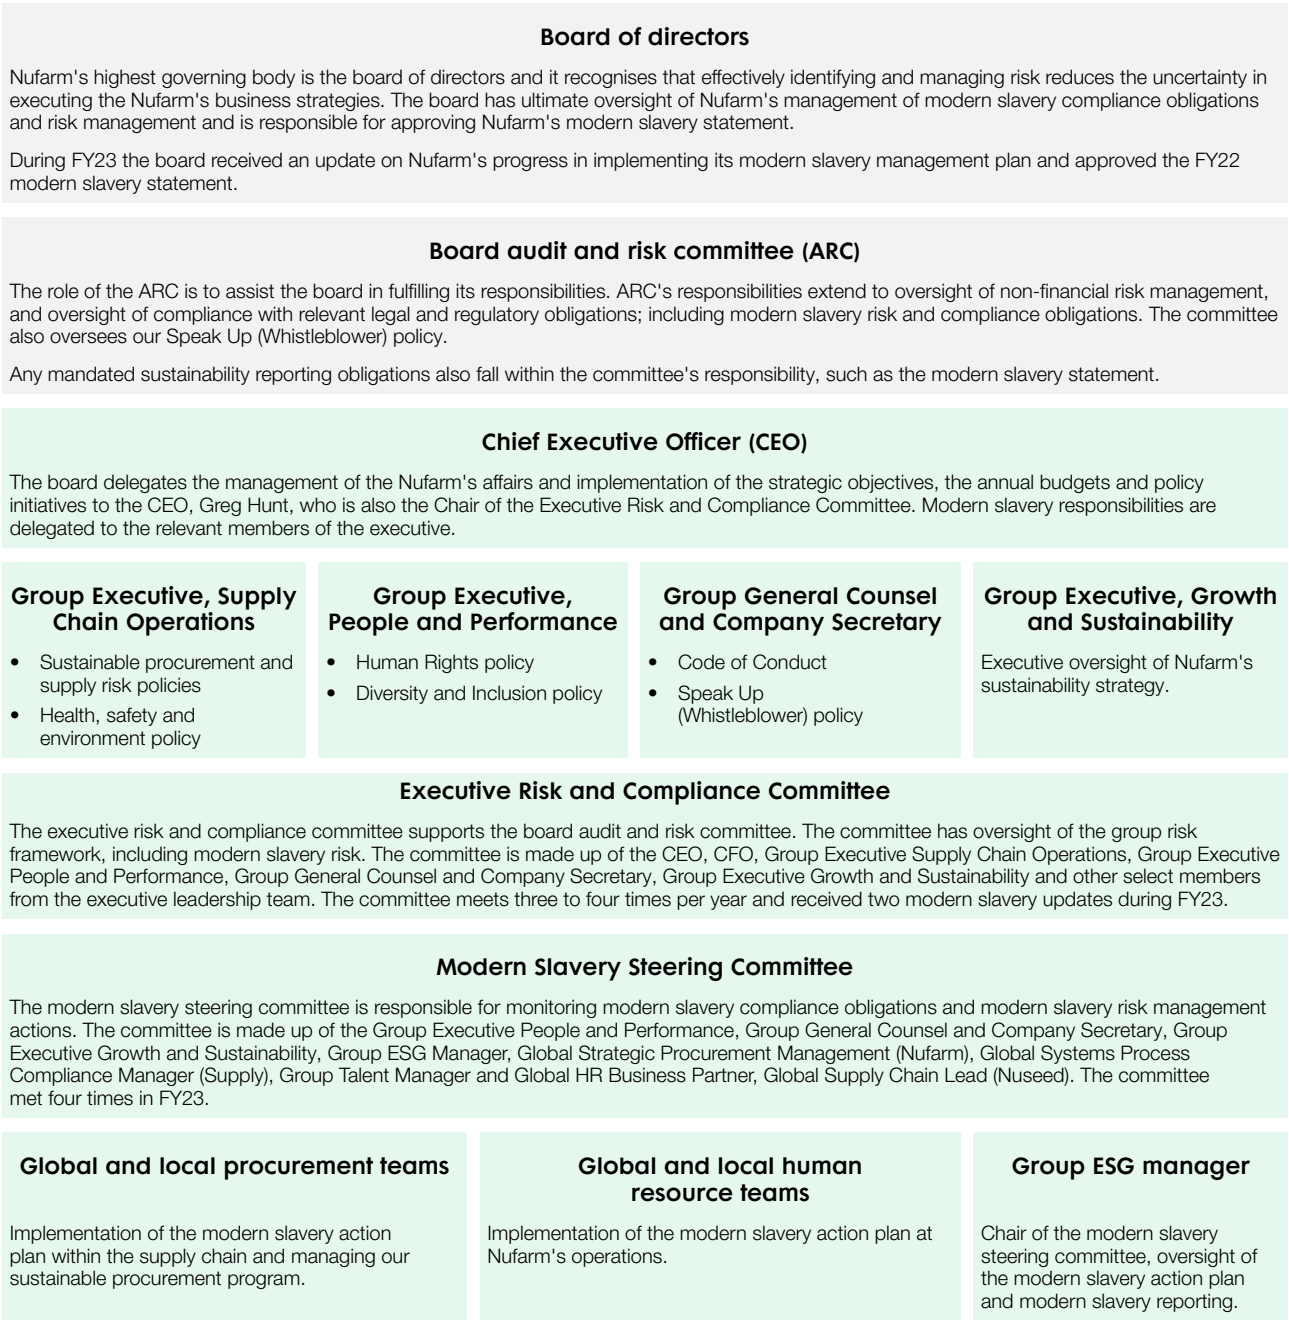 Board of directors
Nufarm's highest governing body is the board of directors and it recognises that effectively identifying and managing risk reduces the uncertainty in
executing the Nufarm's business strategies. The board has ultimate oversight of Nufarm's management of modern slavery compliance obligations
and risk management and is responsible for approving Nufarm's modern slavery statement.
During FY23 the board received an update on Nufarm's progress in implementing its modern slavery management plan and approved the FY22
modern slavery statement.
Board audit and risk committee (ARC)
The role of the ARC is to assist the board in fulfilling its responsibilities. ARC's responsibilities extend to oversight of non-financial risk management,
and oversight of compliance with relevant legal and regulatory obligations; including modern slavery risk and compliance obligations. The committee
also oversees our Speak Up (Whistleblower) policy.
Any mandated sustainability reporting obligations also fall within the committee's responsibility, such as the modern slavery statement.
Chief Executive Officer (CEO)
The board delegates the management of the Nufarm's affairs and implementation of the strategic objectives, the annual budgets and policy
initiatives to the CEO, Greg Hunt, who is also the Chair of the Executive Risk and Compliance Committee. Modern slavery responsibilities are
delegated to the relevant members of the executive.
Group Executive, Supply
Chain Operations
• Sustainable procurement and
supply risk policies
• Health, safety and
environment policy
Group Executive,
People and Performance
• Human Rights policy
• Diversity and Inclusion policy
Group General Counsel
and Company Secretary
• Code of Conduct
• Speak Up
(Whistleblower) policy
Group Executive, Growth
and Sustainability
Executive oversight of Nufarm's
sustainability strategy.
Executive Risk and Compliance Committee
The executive risk and compliance committee supports the board audit and risk committee. The committee has oversight of the group risk
framework, including modern slavery risk. The committee is made up of the CEO, CFO, Group Executive Supply Chain Operations, Group Executive
People and Performance, Group General Counsel and Company Secretary, Group Executive Growth and Sustainability and other select members
from the executive leadership team. The committee meets three to four times per year and received two modern slavery updates during FY23.
Modern Slavery Steering Committee
The modern slavery steering committee is responsible for monitoring modern slavery compliance obligations and modern slavery risk management
actions. The committee is made up of the Group Executive People and Performance, Group General Counsel and Company Secretary, Group
Executive Growth and Sustainability, Group ESG Manager, Global Strategic Procurement Management (Nufarm), Global Systems Process
Compliance Manager (Supply), Group Talent Manager and Global HR Business Partner, Global Supply Chain Lead (Nuseed). The committee
met four times in FY23.
Global and local procurement teams
Implementation of the modern slavery action
plan within the supply chain and managing our
sustainable procurement program.
Global and local human
resource teams
Implementation of the modern slavery action plan at
Nufarm's operations.
Group ESG manager
Chair of the modern slavery
steering committee, oversight of
the modern slavery action plan
and modern slavery reporting.